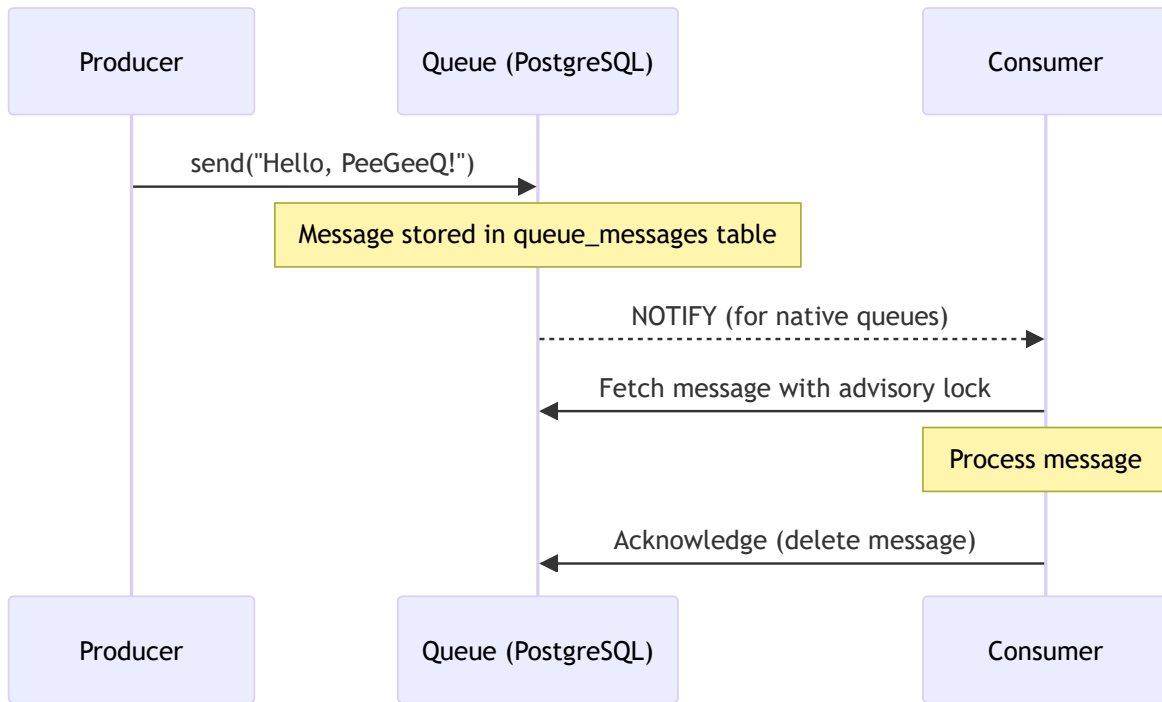 Producer
Queue (PostgreSQL)
Consumer
send("Hello, PeeGeeQ!")
Message stored in queue_messages table
NOTIFY (for native queues)
Fetch message with advisory lock
Process message
Acknowledge (delete message)
Producer
Queue (PostgreSQL)
Consumer